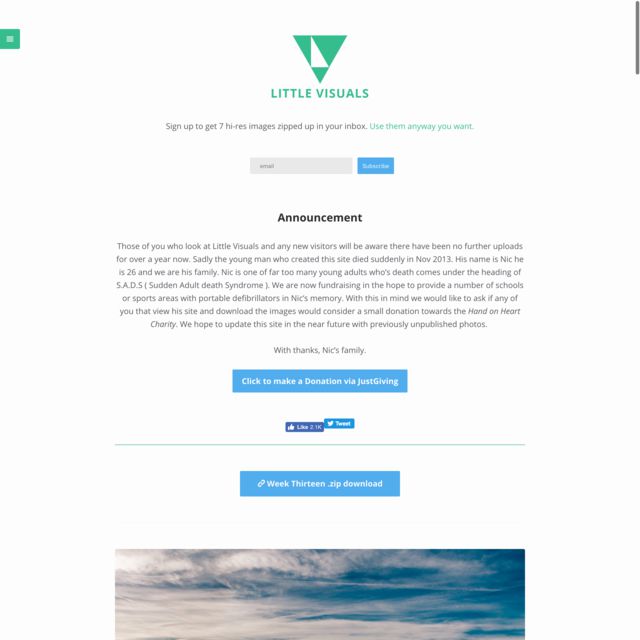 LITTLE VISUALS
Sign up to get 7 hi-res images zipped up in your inbox. Use them anyway you want.
email
Subscribe
Announcement
Those of you who look at Little Visuals and any new visitors will be aware there have been no further uploads
for over a year now. Sadly the young man who created this site died suddenly in Nov 2013. His name is Nic he
is 26 and we are his family. Nic is one of far too many young adults who's death comes under the heading of
S.A.D.S ( Sudden Adult death Syndrome ). We are now fundraising in the hope to provide a number of schools
or sports areas with portable defibrillators in Nic's memory. With this in mind we would like to ask if any of
you that view his site and download the images would consider a small donation towards the Hand on Heart
Charity. We hope to update this site in the near future with previously unpublished photos.
With thanks, Nic's family.
Click to make a Donation via JustGiving
Like 2.1K
Tweet
Week Thirteen .zip download